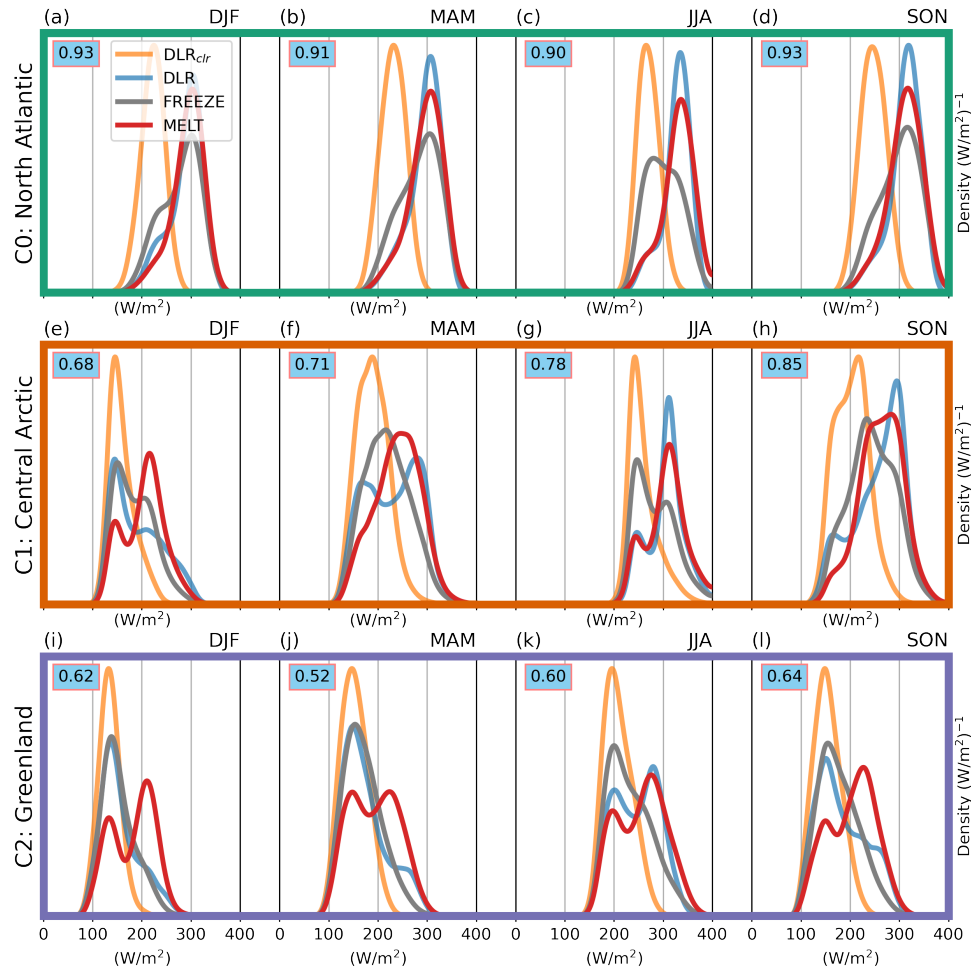 (a) DJF (b) MAM (c) JJA (d) SON
0.93 0.91 0.90 0.93
DLR_clr
DLR
FREEZE
MELT
C0: North Atlantic
Density (W/m²)⁻¹
(W/m²) (W/m²) (W/m²) (W/m²)
(e) DJF (f) MAM (g) JJA (h) SON
0.68 0.71 0.78 0.85
C1: Central Arctic
Density (W/m²)⁻¹
(W/m²) (W/m²) (W/m²) (W/m²)
(i) DJF (j) MAM (k) JJA (l) SON
0.62 0.52 0.60 0.64
C2: Greenland
Density (W/m²)⁻¹
0 100 200 300 400 0 100 200 300 400 0 100 200 300 400 0 100 200 300 400
(W/m²) (W/m²) (W/m²) (W/m²)